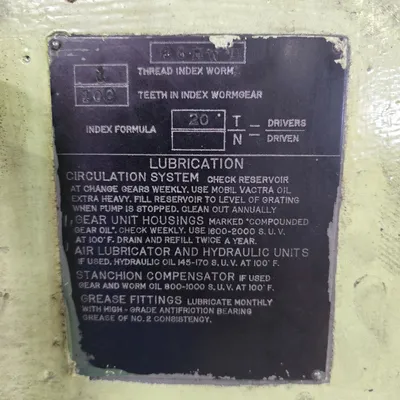 THREAD INDEX WORM
TEETH IN INDEX WORMGEAR
INDEX FORMULA 20 T — DRIVERS
N — DRIVEN
LUBRICATION
CIRCULATION SYSTEM CHECK RESERVOIR
AT CHANGE GEARS WEEKLY. USE MOBIL VACTRA OIL
EXTRA HEAVY. FILL RESERVOIR TO LEVEL OF GRATING
WHEN PUMP IS STOPPED. CLEAN OUT ANNUALLY
GEAR UNIT HOUSINGS MARKED "COMPOUNDED
GEAR OIL". CHECK WEEKLY. USE 1600-2000 S.U.V.
AT 100°F. DRAIN AND REFILL TWICE A YEAR.
AIR LUBRICATOR AND HYDRAULIC UNITS
IF USED. HYDRAULIC OIL 145-170 S.U.V. AT 100°F.
STANCHION COMPENSATOR IF USED
GEAR AND WORM OIL 800-1000 S.U.V. AT 100°F.
GREASE FITTINGS LUBRICATE MONTHLY
WITH HIGH-GRADE ANTIFRICTION BEARING
GREASE OF NO. 2 CONSISTENCY.